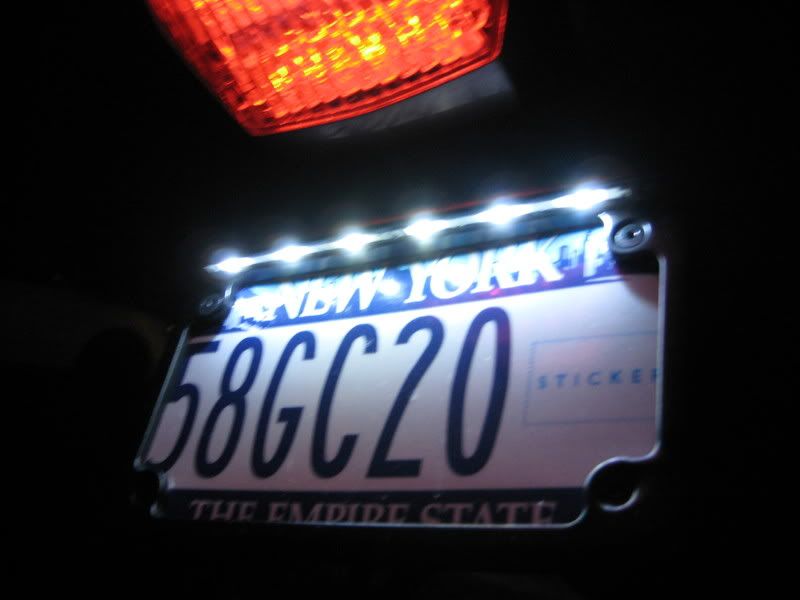 NEW YORK
58GC20
STICKER
THE EMPIRE STATE